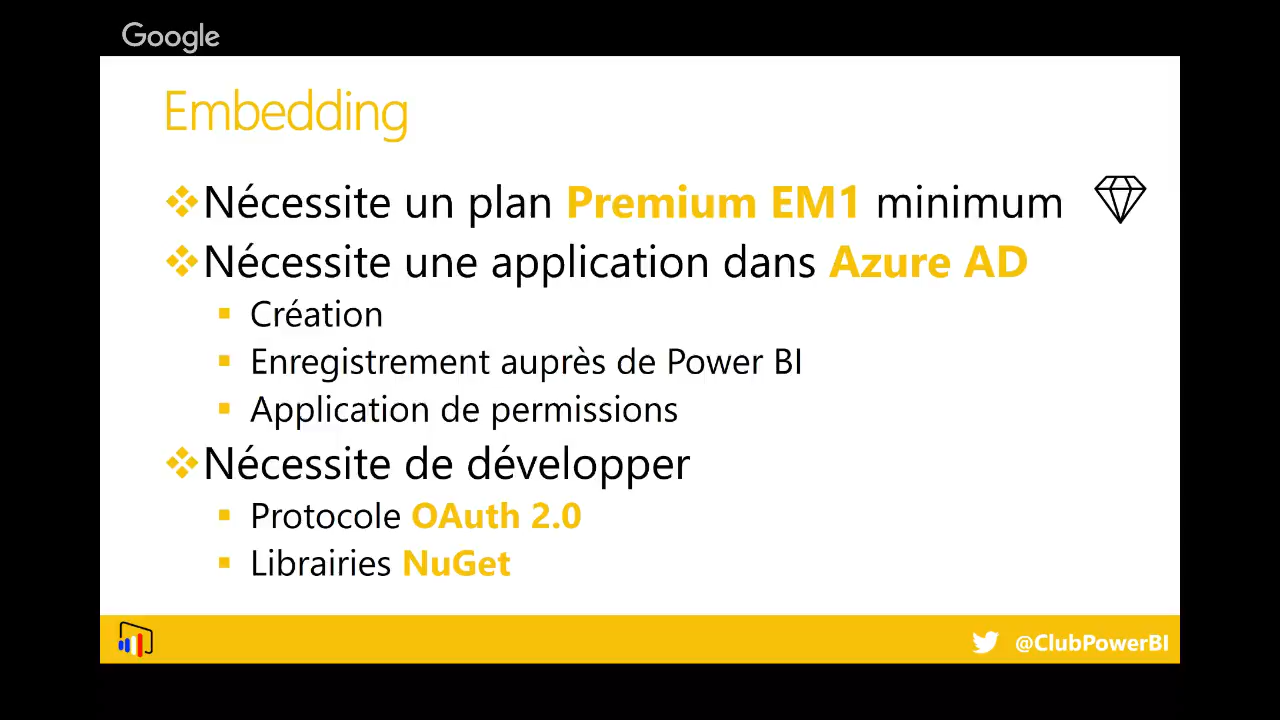 Google
Embedding
Nécessite un plan Premium EM1 minimum
Nécessite une application dans Azure AD
Création
Enregistrement auprès de Power BI
Application de permissions
Nécessite de développer
Protocole OAuth 2.0
Librairies NuGet
@ClubPowerBI